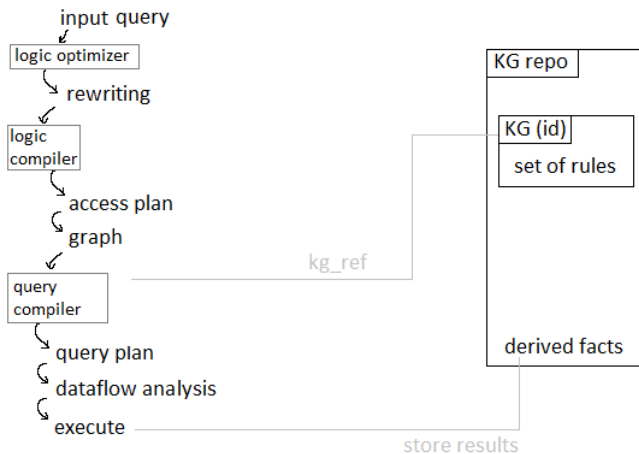 input query
logic optimizer
rewriting
logic
compiler
access plan
graph
query
compiler
query plan
dataflow analysis
execute
kg_ref
store results
KG repo
KG (id)
set of rules
derived facts